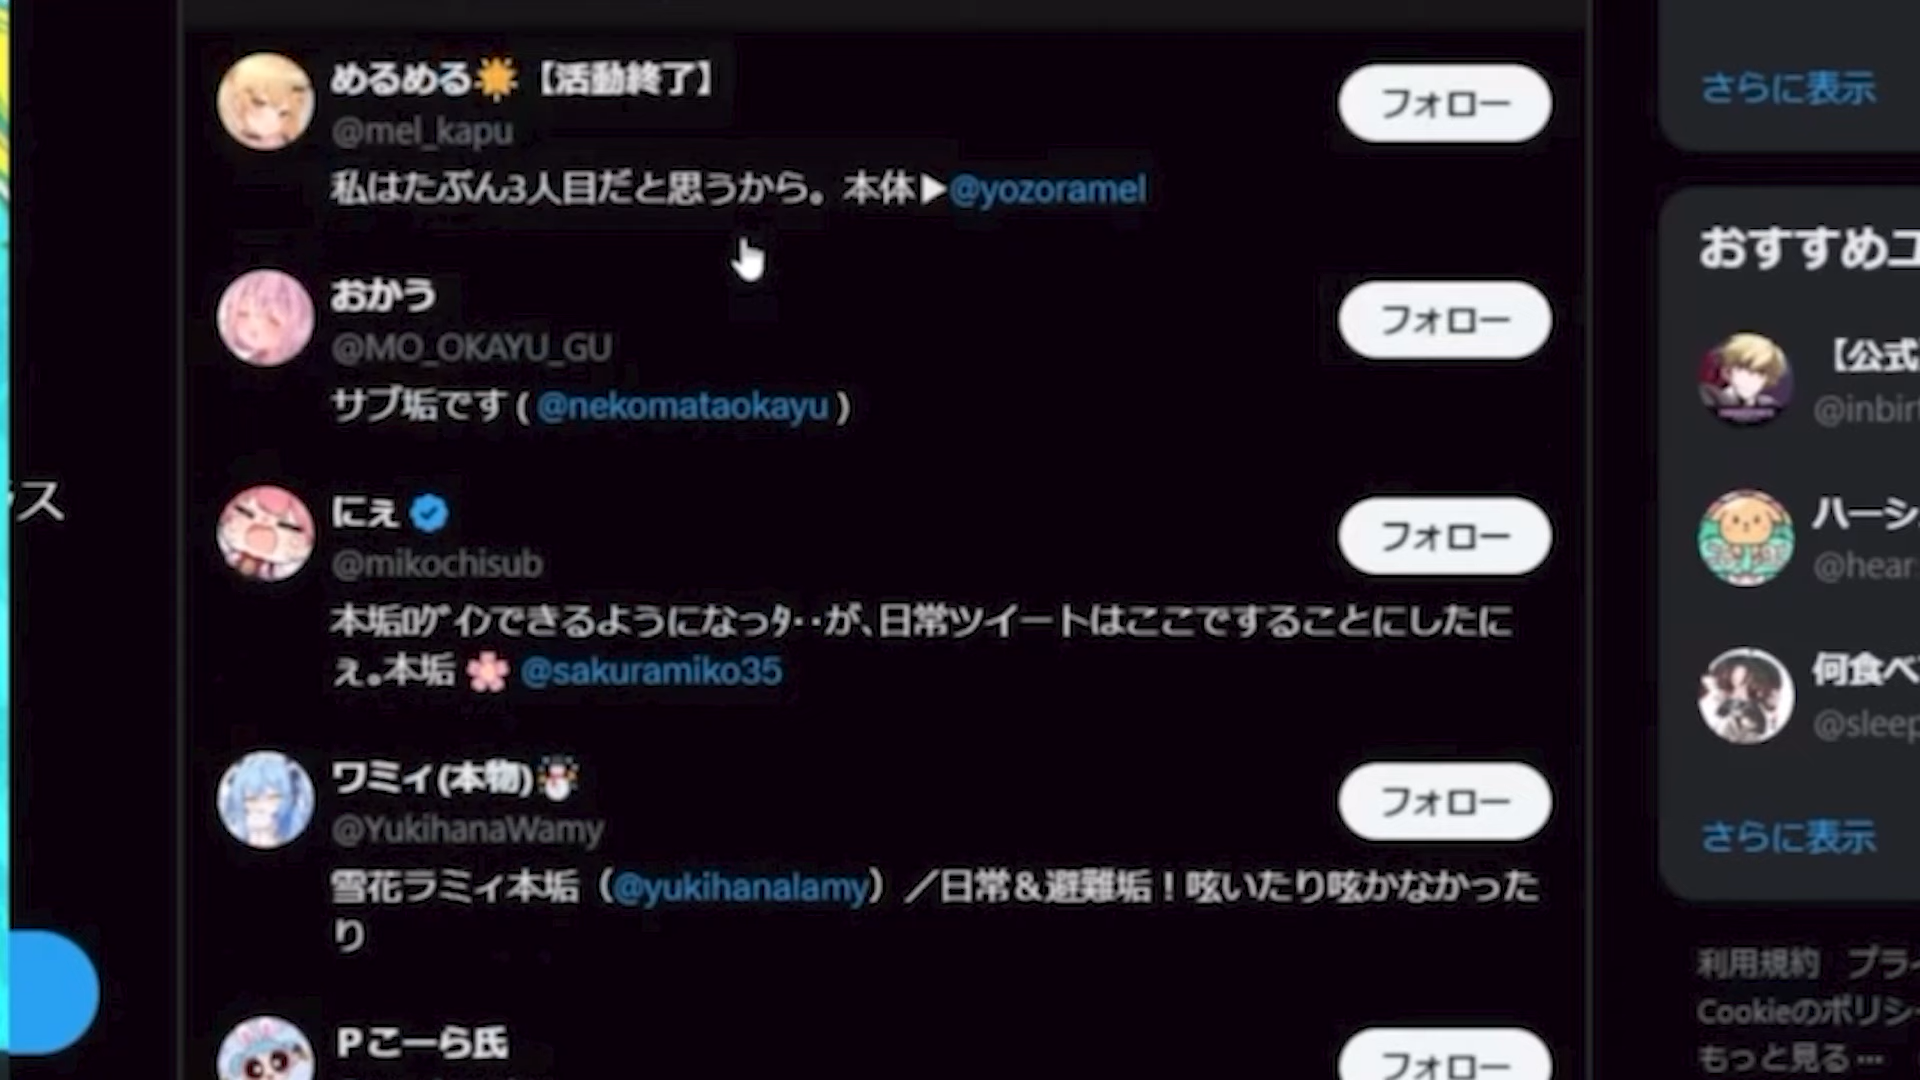 めるめる☀【活動終了】
@mel_kapu
フォロー
私はたぶん3人目だと思うから。本体▶@yozoramel
おかう
@MO_OKAYU_GU
フォロー
サブ垢です ( @nekomataokayu )
にぇ
@mikochisub
フォロー
本垢ﾛｸﾞｲﾝできるようになっﾀ･･が､日常ツイートはここですることにしたに
ぇ｡本垢 🌸 @sakuramiko35
ワミィ(本物)☃
@YukihanaWamy
フォロー
雪花ラミィ本垢（@yukihanalamy）／日常＆避難垢！呟いたり呟かなかった
り
Ｐこーら氏
フォロー
ス
さらに表示
おすすめユ
【公式
@inbirt
ハーシ
@hear
何食べ
@sleep
さらに表示
利用規約 プライ
Cookieのポリシー
もっと見る…